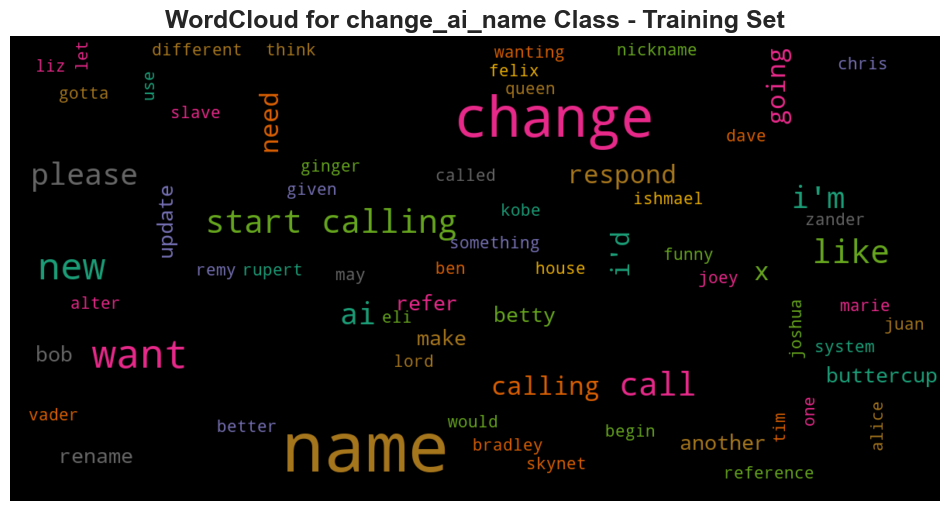 WordCloud for change_ai_name Class - Training Set
different think wanting nickname
liz let felix going chris
gotta use queen
slave need change dave
please ginger called respond i'm
given ishmael
update start calling kobe zander
something i'd funny like
new remy rupert may ben house joey x
alter refer marie
ai eli betty joshua juan
bob want make system
lord buttercup
calling call
vader better name would begin one alice
rename bradley another tim
skynet reference